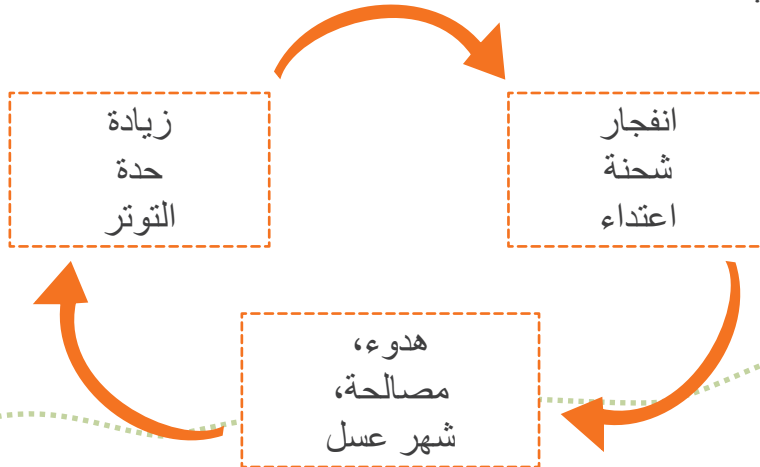 زيادة
حدة
التوتر
انفجار
شحنة
اعتداء
هدوء،
مصالحة،
شهر عسل